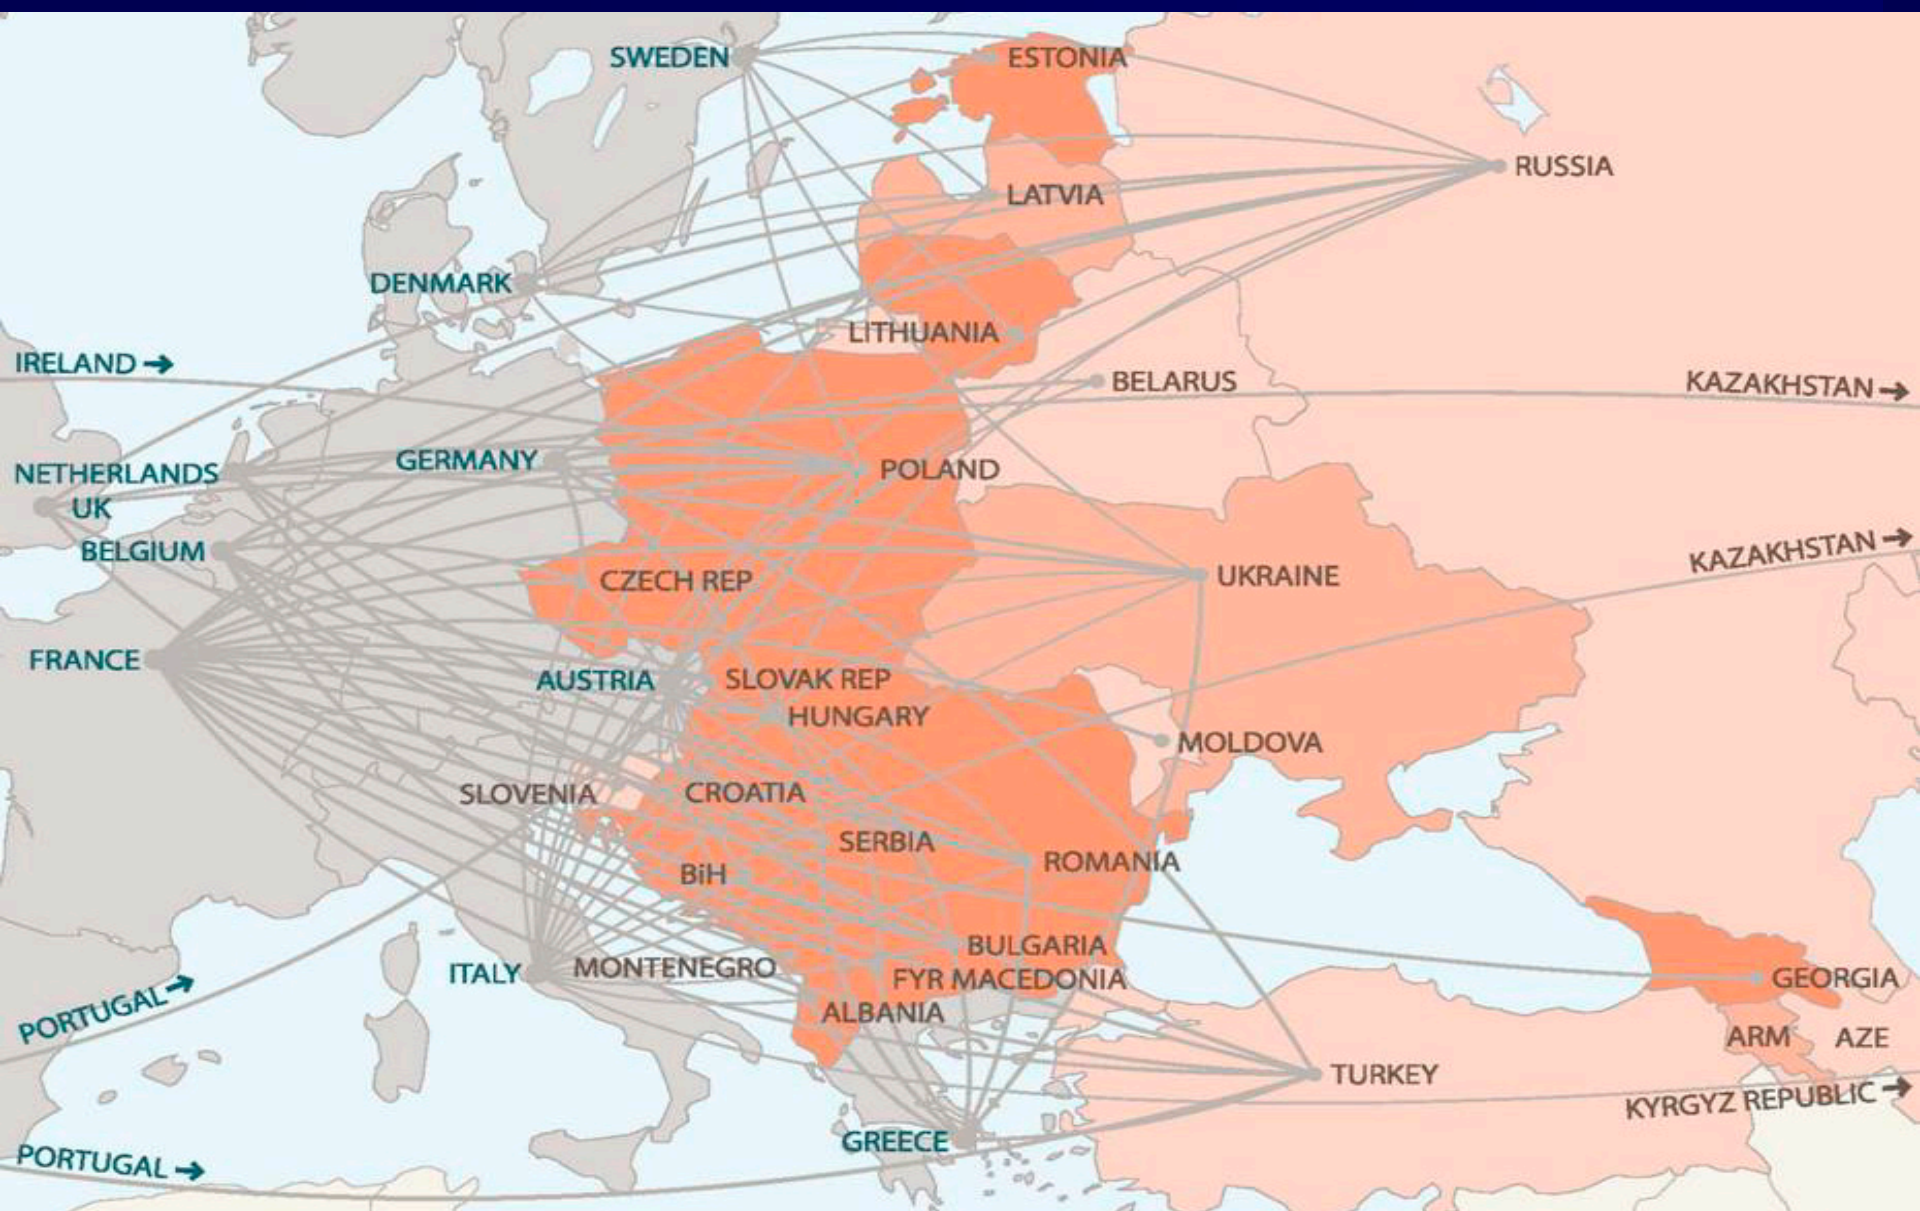 SWEDEN
ESTONIA
RUSSIA
LATVIA
DENMARK
LITHUANIA
IRELAND →
BELARUS
KAZAKHSTAN →
GERMANY
NETHERLANDS
POLAND
UK
BELGIUM
KAZAKHSTAN →
CZECH REP
UKRAINE
FRANCE
AUSTRIA
SLOVAK REP
HUNGARY
MOLDOVA
SLOVENIA
CROATIA
SERBIA
ROMANIA
BiH
BULGARIA
ITALY
MONTENEGRO
FYR MACEDONIA
GEORGIA
PORTUGAL →
ALBANIA
ARM
AZE
TURKEY
KYRGYZ REPUBLIC →
GREECE
PORTUGAL →